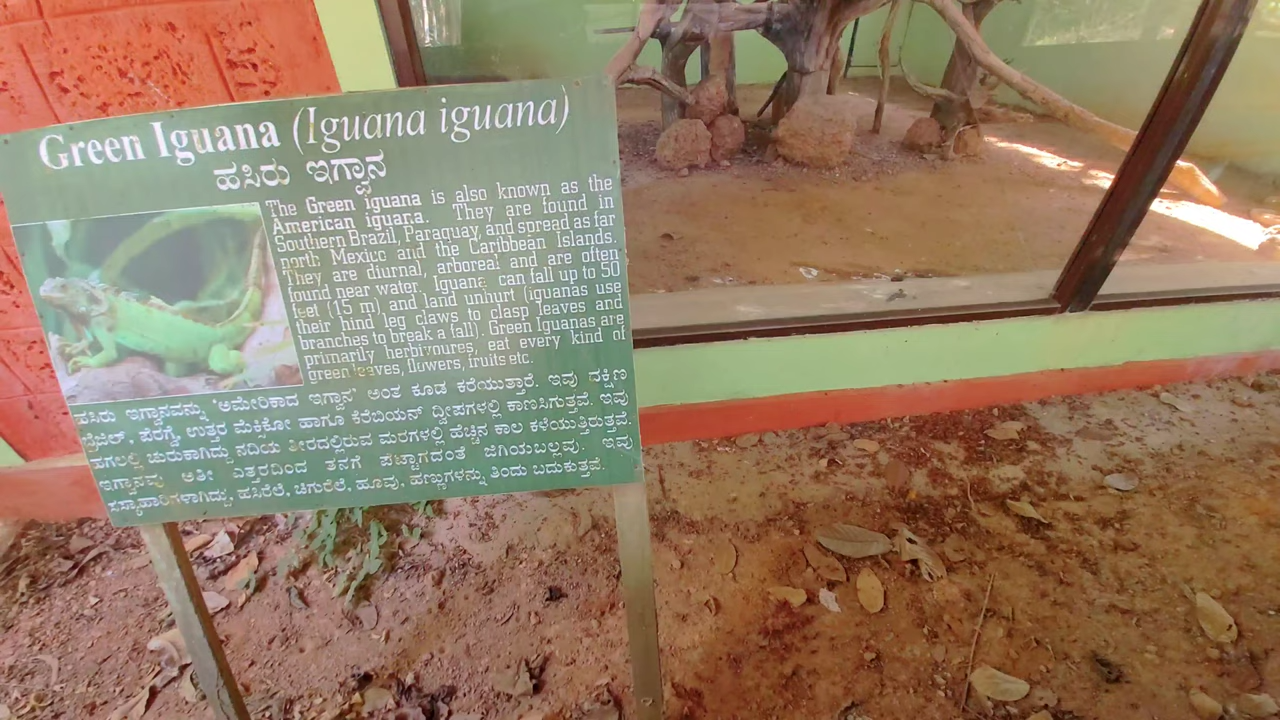 Green Iguana (Iguana iguana)
ಹಸಿರು ಇಗ್ವಾನ
The Green iguana is also known as the
American iguana. They are found in
Southern Brazil, Paraguay, and spread as far
north Mexico and the Caribbean Islands.
They are diurnal, arboreal and are often
found near water. Iguana can fall up to 50
feet (15 m) and land unhurt (iguanas use
their hind leg claws to clasp leaves and
branches to break a fall). Green Iguanas are
primarily herbivoures, eat every kind of
green leaves, flowers, fruits etc.
ಹಸಿರು ಇಗ್ವಾನವನ್ನು 'ಅಮೇರಿಕಾದ ಇಗ್ವಾನ' ಅಂತ ಕೂಡ ಕರೆಯುತ್ತಾರೆ. ಇವು ದಕ್ಷಿಣ
ಬ್ರೆಜಿಲ್, ಪೆರಗ್ವೆ, ಉತ್ತರ ಮೆಕ್ಸಿಕೋ ಹಾಗೂ ಕೆರೆಬಿಯನ್ ದ್ವೀಪಗಳಲ್ಲಿ ಕಾಣಸಿಗುತ್ತವೆ. ಇವು
ಹಗಲಲ್ಲಿ ಚುರುಕಾಗಿದ್ದು ನದಿಯ ತೀರದಲ್ಲಿರುವ ಮರಗಳಲ್ಲಿ ಹೆಚ್ಚಿನ ಕಾಲ ಕಳೆಯುತ್ತಿರುತ್ತವೆ.
ಇಗ್ವಾನವು ಅತೀ ಎತ್ತರದಿಂದ ತನಗೆ ಪೆಟ್ಟಾಗದಂತೆ ಜಿಗಿಯಬಲ್ಲವು. ಇವು
ಸಸ್ಯಾಹಾರಿಗಳಾಗಿದ್ದು, ಹಸಿರೆಲೆ, ಚಿಗುರೆಲೆ, ಹೂವು, ಹಣ್ಣುಗಳನ್ನು ತಿಂದು ಬದುಕುತ್ತವೆ.